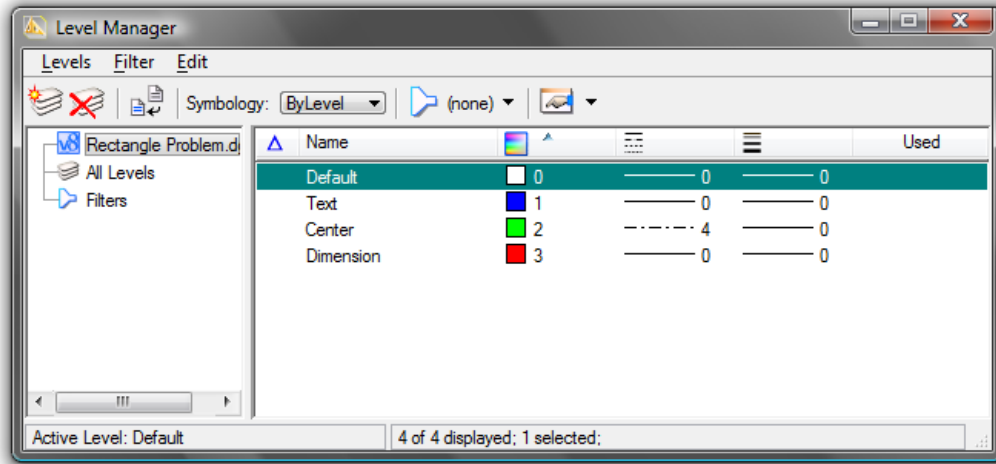 Level Manager
Levels Filter Edit
Symbology: ByLevel (none)
V8 Rectangle Problem.d
All Levels
Filters
Name Used
Default 0 0 0
Text 1 0 0
Center 2 4 0
Dimension 3 0 0
Active Level: Default 4 of 4 displayed; 1 selected;